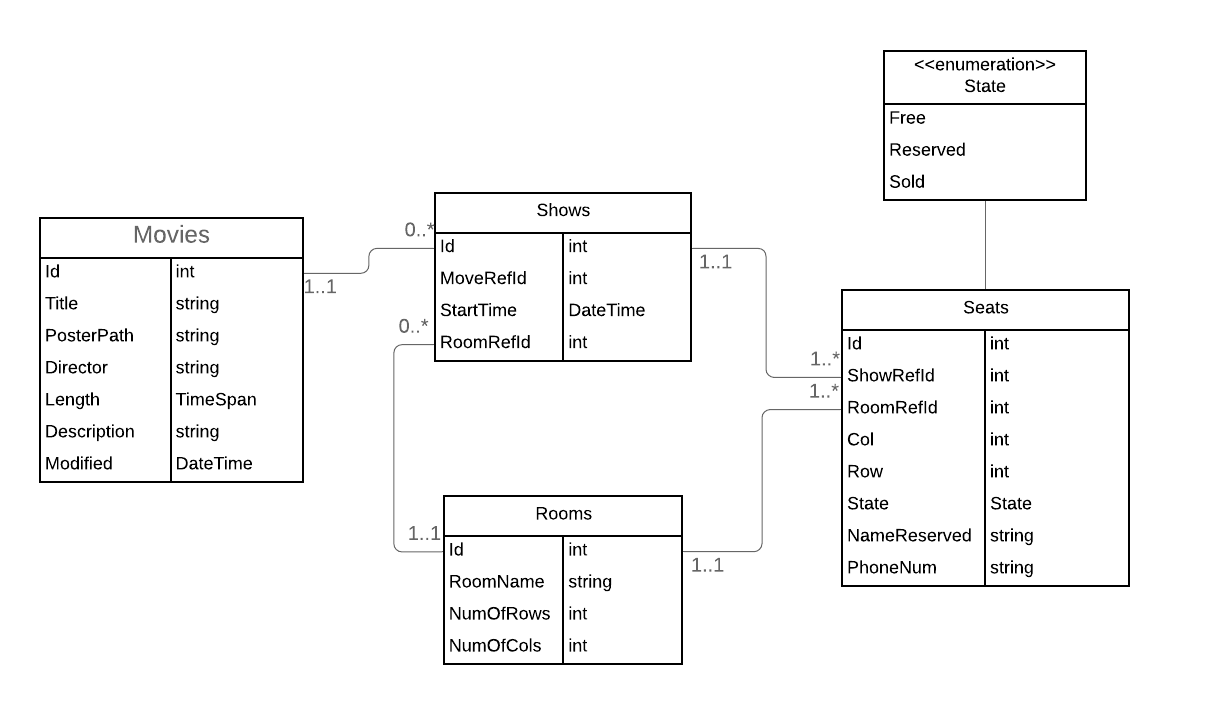 <<enumeration>>
State
Free
Reserved
Sold
Movies
Id int
Title string
PosterPath string
Director string
Length TimeSpan
Description string
Modified DateTime
1..1
0..*
Shows
Id int
MoveRefId int
StartTime DateTime
RoomRefId int
0..*
1..1
1..1
1..*
1..*
1..1
Rooms
Id int
RoomName string
NumOfRows int
NumOfCols int
Seats
Id int
ShowRefId int
RoomRefId int
Col int
Row int
State State
NameReserved string
PhoneNum string